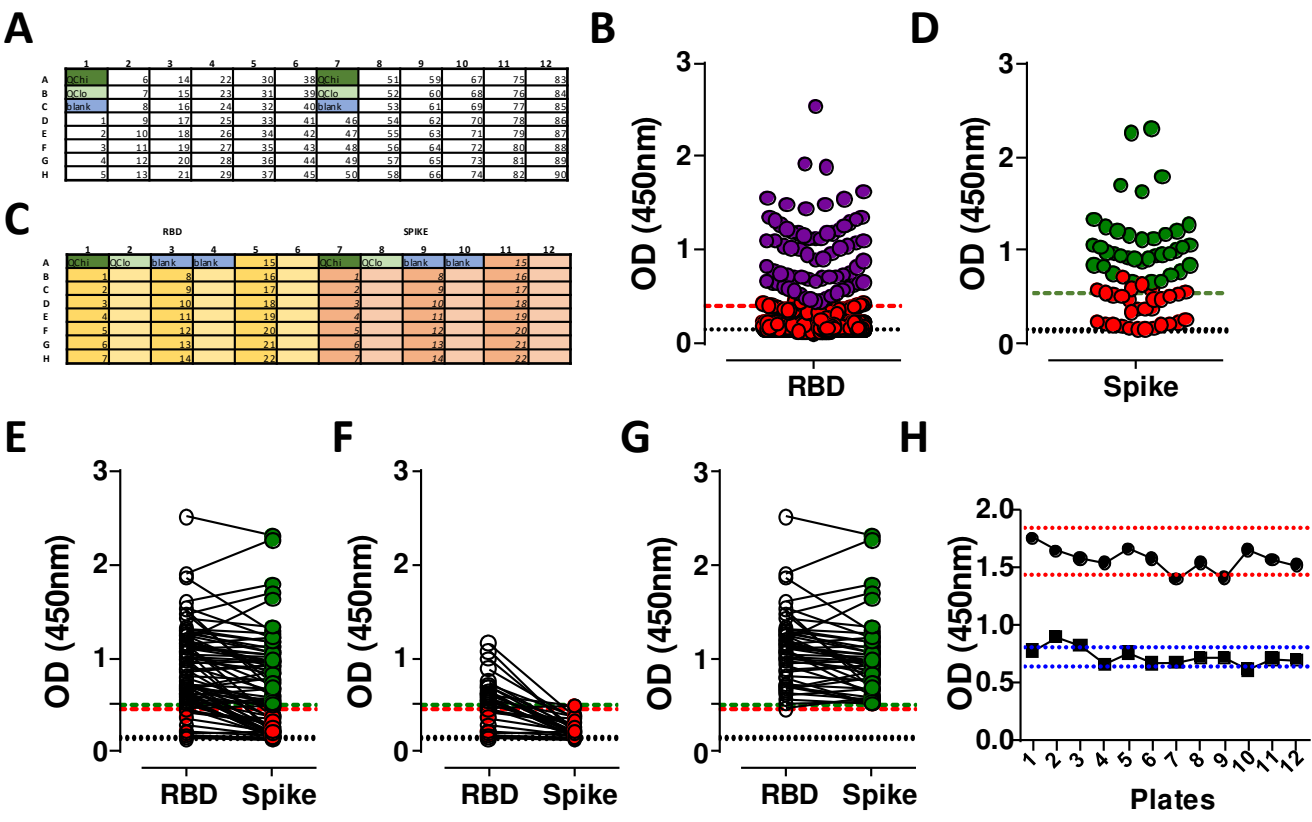 A
1 2 3 4 5 6 7 8 9 10 11 12
A QChi 6 14 22 30 38 QChi 51 59 67 75 83
B QClo 7 15 23 31 39 QClo 52 60 68 76 84
C blank 8 16 24 32 40 blank 53 61 69 77 85
D 1 9 17 25 33 41 46 54 62 70 78 86
E 2 10 18 26 34 42 47 55 63 71 79 87
F 3 11 19 27 35 43 48 56 64 72 80 88
G 4 12 20 28 36 44 49 57 65 73 81 89
H 5 13 21 29 37 45 50 58 66 74 82 90
B
OD (450nm)
3
2
1
0
RBD
D
OD (450nm)
3
2
1
0
Spike
C
RBD SPIKE
1 2 3 4 5 6 7 8 9 10 11 12
A QChi QClo blank blank 15 QChi QClo blank blank 15
B 1 8 16 1 8 16
C 2 9 17 2 9 17
D 3 10 18 3 10 18
E 4 11 19 4 11 19
F 5 12 20 5 12 20
G 6 13 21 6 13 21
H 7 14 22 7 14 22
E
OD (450nm)
3
2
1
0
RBD Spike
F
OD (450nm)
3
2
1
0
RBD Spike
G
OD (450nm)
3
2
1
0
RBD Spike
H
OD (450nm)
2.0
1.5
1.0
0.5
0.0
1 2 3 4 5 6 7 8 9 10 11 12
Plates